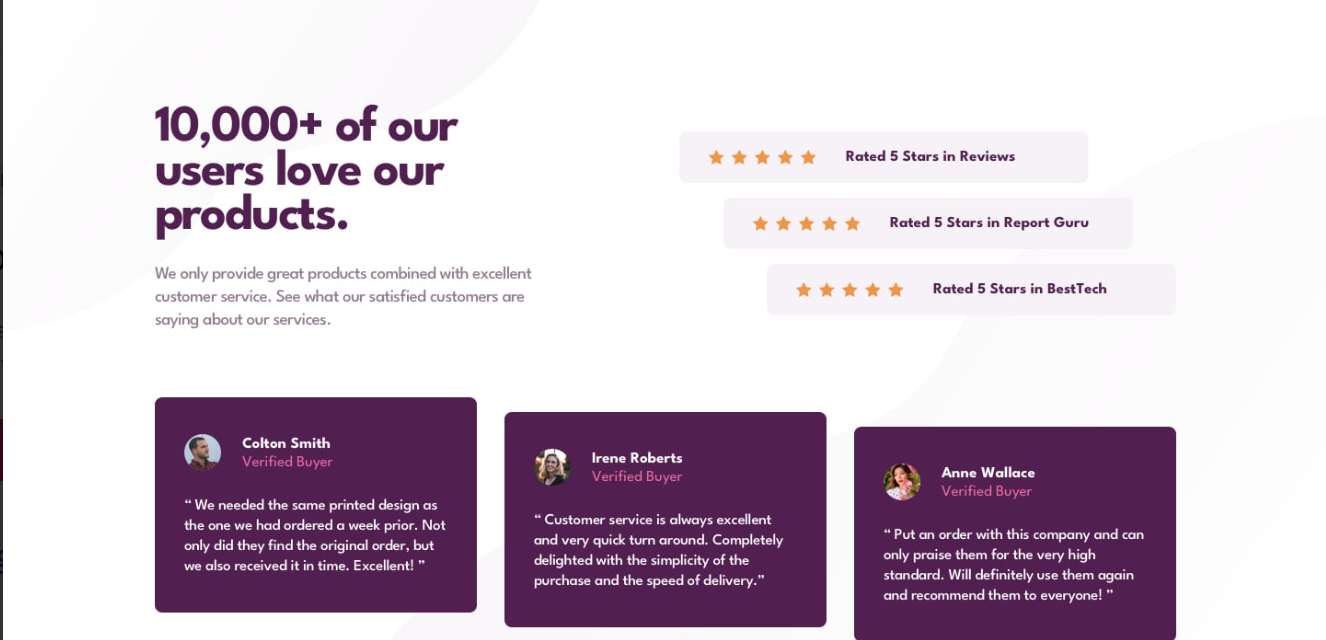 10,000+ of our
users love our
products.
We only provide great products combined with excellent
customer service. See what our satisfied customers are
saying about our services.
Rated 5 Stars in Reviews
Rated 5 Stars in Report Guru
Rated 5 Stars in BestTech
Colton Smith
Verified Buyer
“ We needed the same printed design as
the one we had ordered a week prior. Not
only did they find the original order, but
we also received it in time. Excellent! ”
Irene Roberts
Verified Buyer
“ Customer service is always excellent
and very quick turn around. Completely
delighted with the simplicity of the
purchase and the speed of delivery.”
Anne Wallace
Verified Buyer
“ Put an order with this company and can
only praise them for the very high
standard. Will definitely use them again
and recommend them to everyone! ”